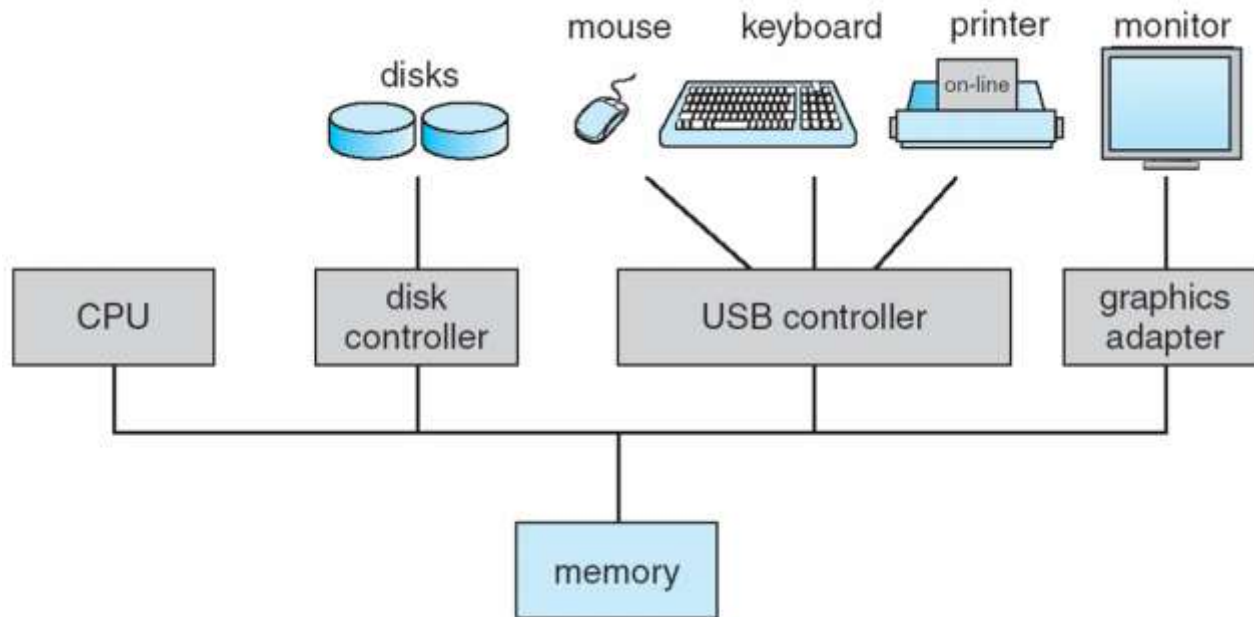 mouse
keyboard
printer
monitor
disks
on-line
CPU
disk
controller
USB controller
graphics
adapter
memory